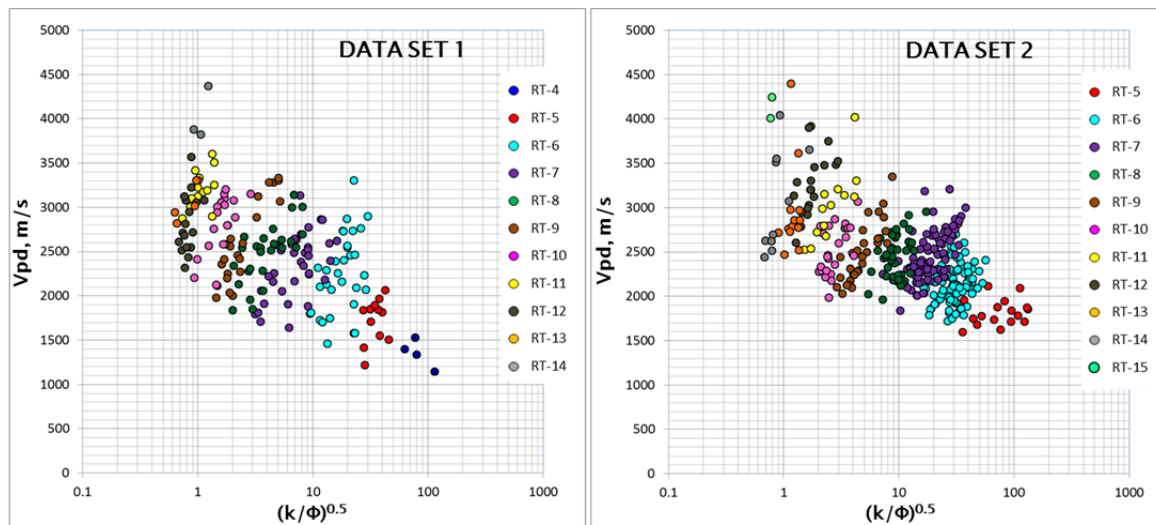 DATA SET 1
Vpd, m/s
5000
4500
4000
3500
3000
2500
2000
1500
1000
500
0
0.1 1 10 100 1000
(k/Φ)^0.5
RT-4
RT-5
RT-6
RT-7
RT-8
RT-9
RT-10
RT-11
RT-12
RT-13
RT-14
DATA SET 2
Vpd, m/s
5000
4500
4000
3500
3000
2500
2000
1500
1000
500
0
0.1 1 10 100 1000
(k/Φ)^0.5
RT-5
RT-6
RT-7
RT-8
RT-9
RT-10
RT-11
RT-12
RT-13
RT-14
RT-15